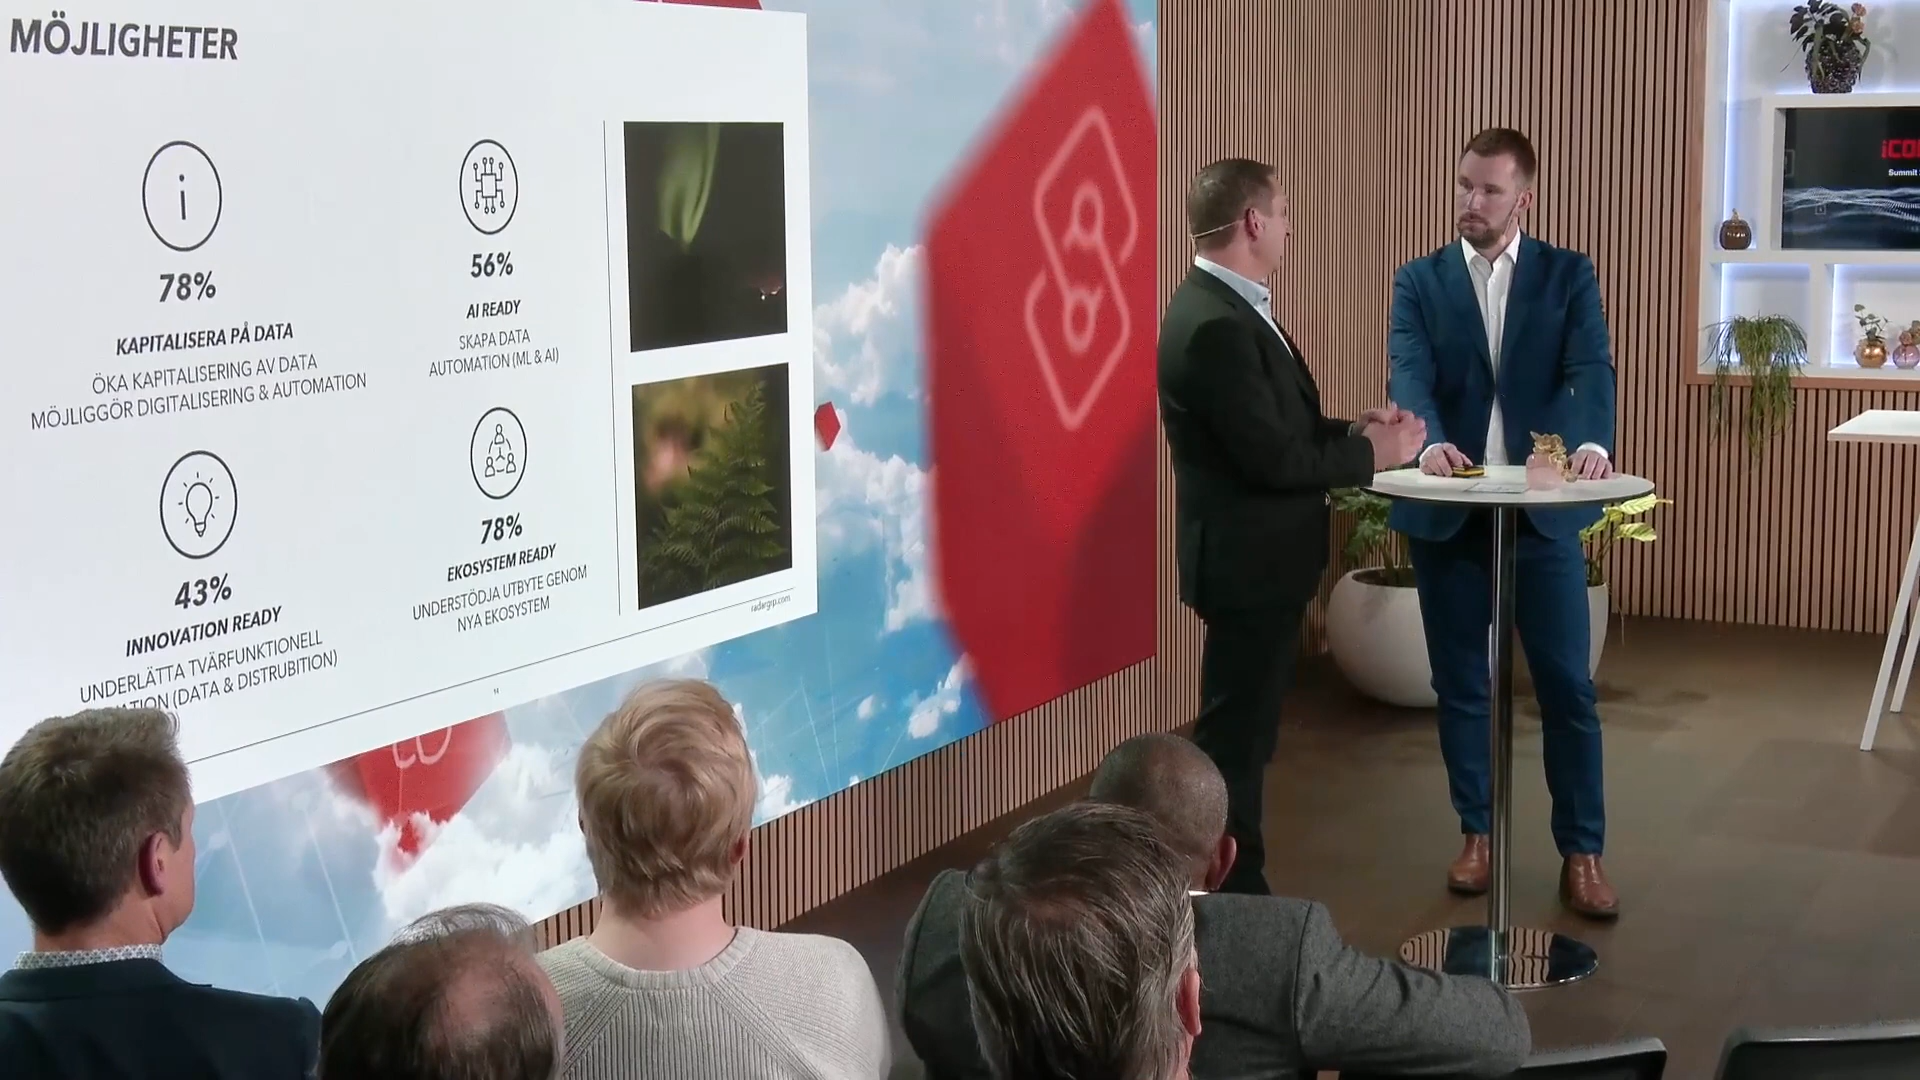 MÖJLIGHETER
78%
KAPITALISERA PÅ DATA
ÖKA KAPITALISERING AV DATA
MÖJLIGGÖR DIGITALISERING & AUTOMATION
56%
AI READY
SKAPA DATA
AUTOMATION (ML & AI)
43%
INNOVATION READY
UNDERLÄTTA TVÄRFUNKTIONELL
(DATA & DISTRUBITION)
78%
EKOSYSTEM READY
UNDERSTÖDJA UTBYTE GENOM
NYA EKOSYSTEM
radargrp.com
14
Summit